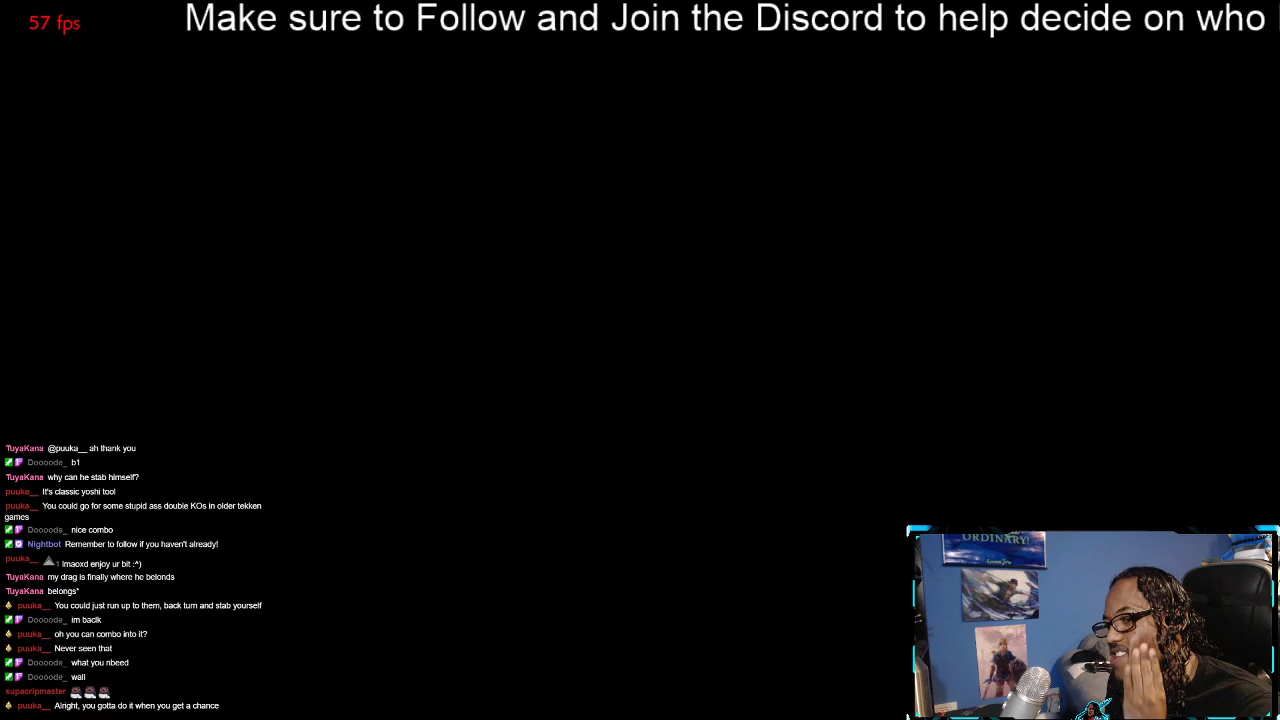 57 fps
Make sure to Follow and Join the Discord to help decide on who
TuyaKana @puuka__ ah thank you
Doooode_ b1
TuyaKana why can he stab himself?
puuka__ It's classic yoshi too!
puuka__ You could go for some stupid ass double KOs in older tekken
games
Doooode_ nice combo
Nightbot Remember to follow if you haven't already!
puuka__ 1 lmaoxd enjoy ur bit :^)
TuyaKana my drag is finally where he belonds
TuyaKana belongs*
puuka__ You could just run up to them, back turn and stab yourself
Doooode_ im baclk
puuka__ oh you can combo into it?
puuka__ Never seen that
Doooode_ what you nbeed
Doooode_ wall
supacripmaster
puuka__ Alright, you gotta do it when you get a chance
ORDINARY!